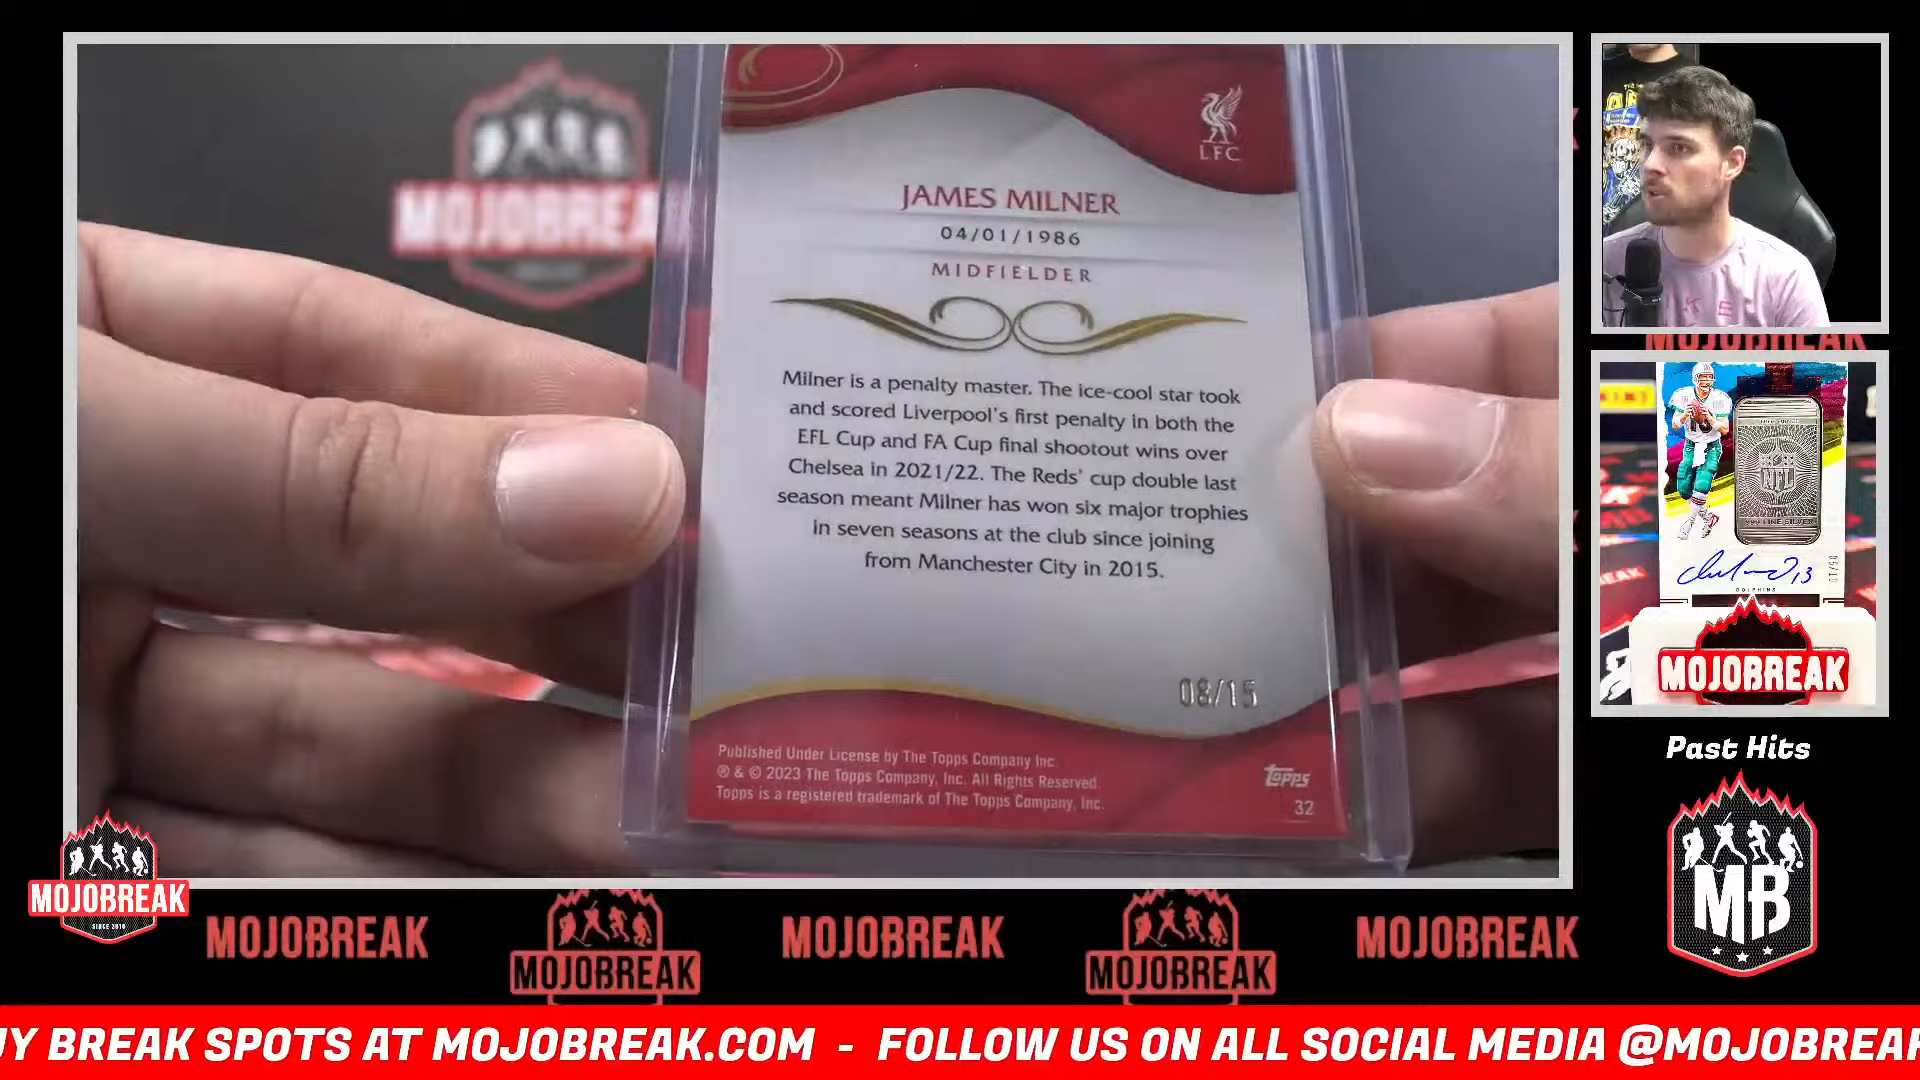 MOJOBREAK
LFC
JAMES MILNER
04/01/1986
MIDFIELDER
Milner is a penalty master. The ice-cool star took
and scored Liverpool's first penalty in both the
EFL Cup and FA Cup final shootout wins over
Chelsea in 2021/22. The Reds' cup double last
season meant Milner has won six major trophies
in seven seasons at the club since joining
from Manchester City in 2015.
08/15
Published Under License by The Topps Company Inc.
® & © 2023 The Topps Company, Inc. All Rights Reserved.
Topps is a registered trademark of The Topps Company, Inc.
Topps
32
NFL
13
DOLPHINS
MOJOBREAK
Past Hits
MB
MOJOBREAK
SINCE 2010
MOJOBREAK
MOJOBREAK
MOJOBREAK
MOJOBREAK
MOJOBREAK
UY BREAK SPOTS AT MOJOBREAK.COM - FOLLOW US ON ALL SOCIAL MEDIA @MOJOBREAK